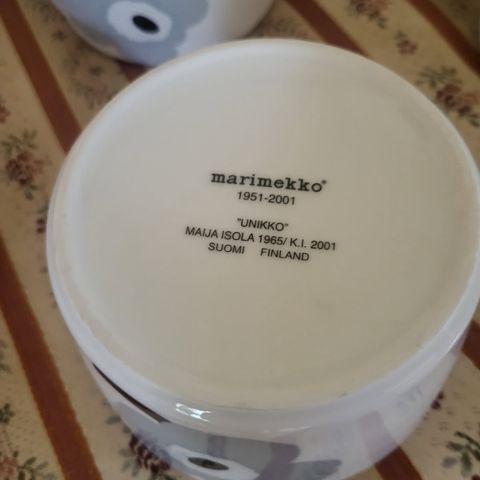 marimekko®
1951-2001
"UNIKKO"
MAIJA ISOLA 1965/ K.I. 2001
SUOMI FINLAND